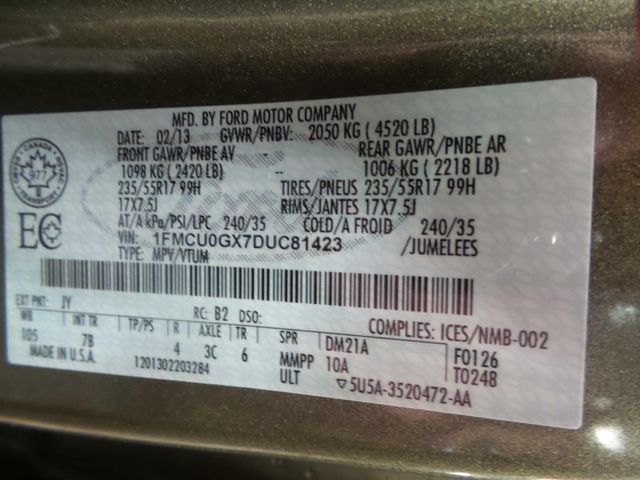 MFD. BY FORD MOTOR COMPANY
DATE: 02/13 GVWR/PNBV: 2050 KG (4520 LB)
FRONT GAWR/PNBE AV - REAR GAWR/PNBE AR
1098 KG (2420 LB) -- 1006 KG (2218 LB)
235/55R17 99H TIRES/PNEUS 235/55R17 99H
17X7.5J RIMS/JANTES 17X7.5J
AT/A kPa/PSI/LPC 240/35 COLD/A FROID 240/35
VIN: 1FMCU0GX7DUC81423 /JUMELEES
TYPE: MPV/VTUM
CANADA
977
TRANSPORT
EC
EXT PNT: JY RC: B2 DSO:
COMPLIES: ICES/NMB-002
WB INT TR TP/PS R AXLE TR SPR DM21A F0126
105 7B 4 3C 6 MMPP 10A T0248
MADE IN U.S.A. 1201302203284 ULT ▽5U5A-3520472-AA